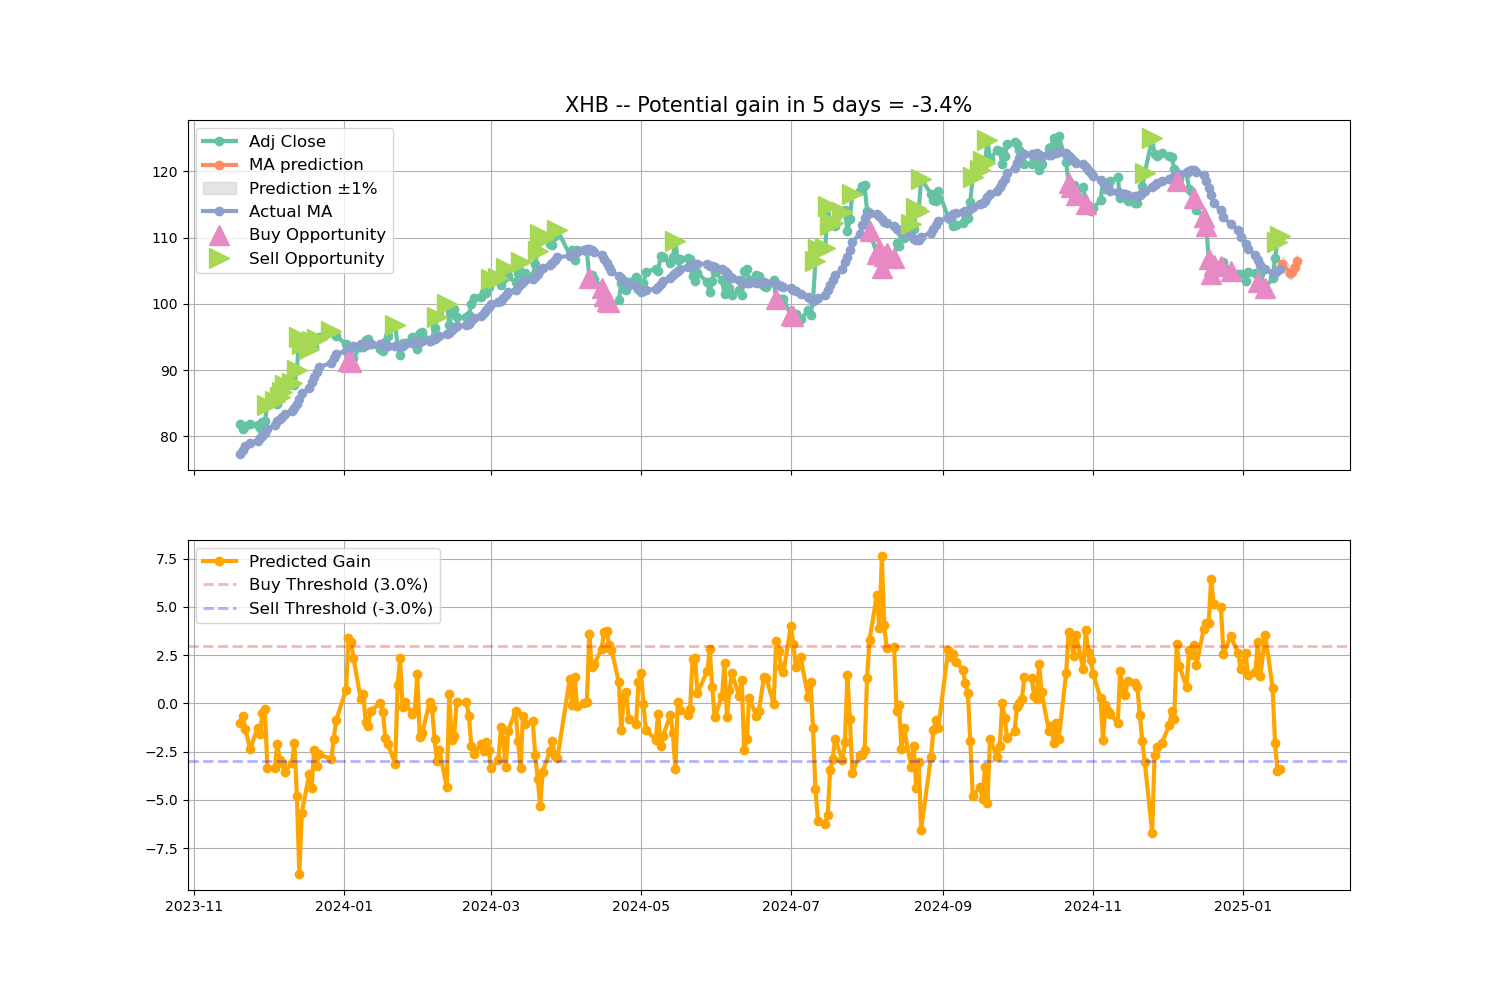 XHB -- Potential gain in 5 days = -3.4%
Adj Close
MA prediction
Prediction ±1%
Actual MA
Buy Opportunity
Sell Opportunity
120
110
100
90
80
Predicted Gain
Buy Threshold (3.0%)
Sell Threshold (-3.0%)
7.5
5.0
2.5
0.0
−2.5
−5.0
−7.5
2023-11
2024-01
2024-03
2024-05
2024-07
2024-09
2024-11
2025-01